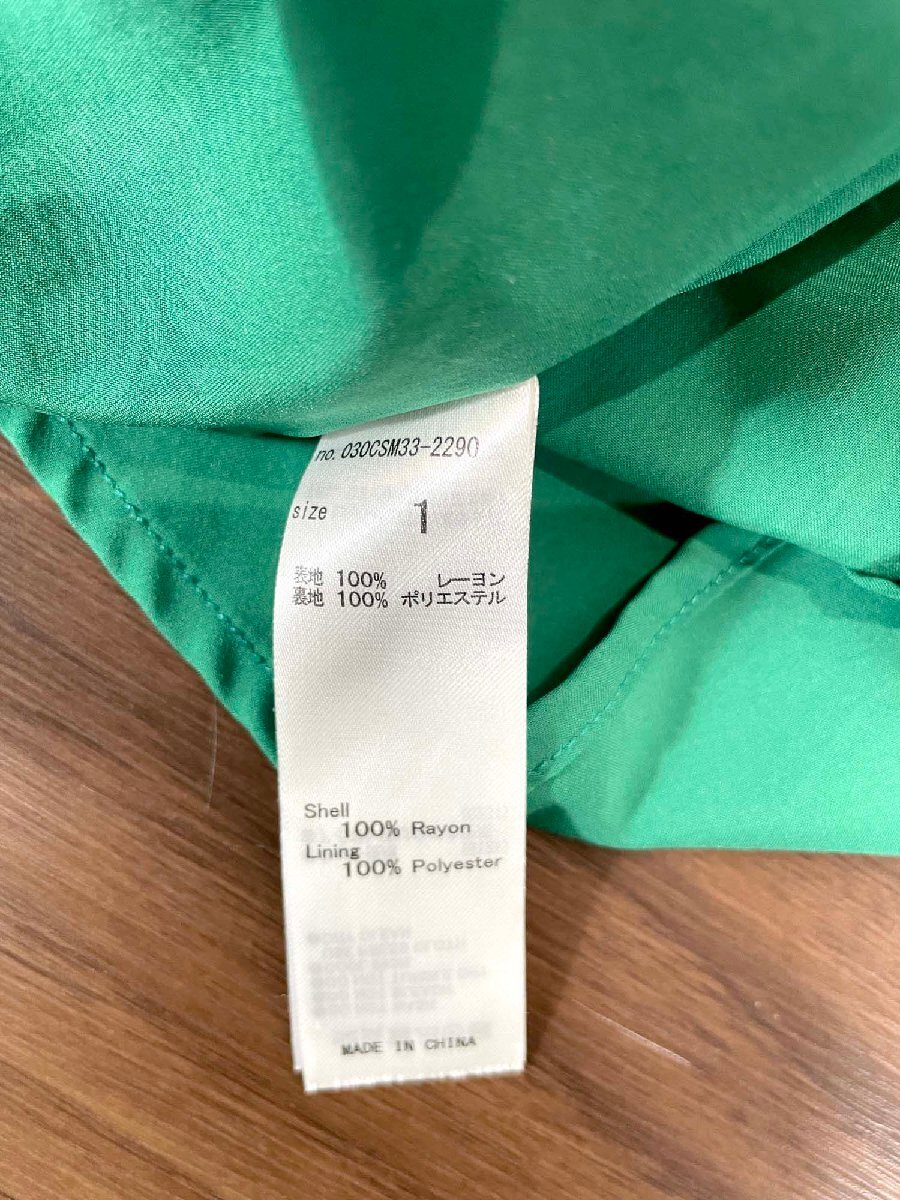 no. 030CSM33-2290
size 1
表地 100% レーヨン
裏地 100% ポリエステル
Shell
100% Rayon
Lining
100% Polyester
MADE IN CHINA